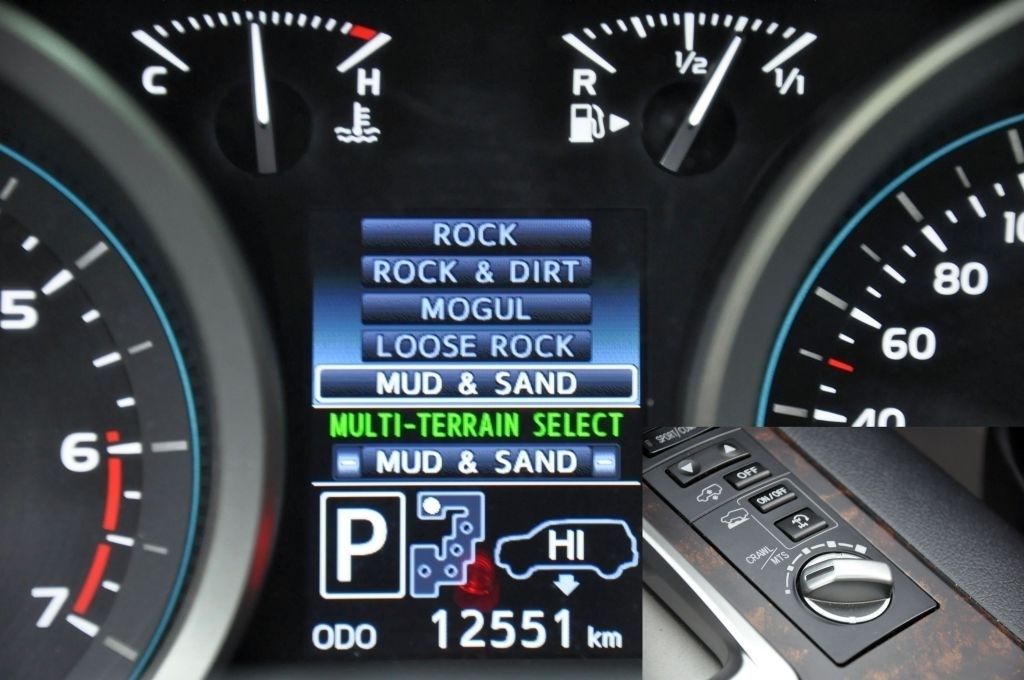 C
H
R
1/2
1/1
5
6
7
ROCK
ROCK & DIRT
MOGUL
LOOSE ROCK
MUD & SAND
MULTI-TERRAIN SELECT
MUD & SAND
P
HI
ODO 12551 km
80
60
40
OFF
ON/OFF
CRAWL
MTS